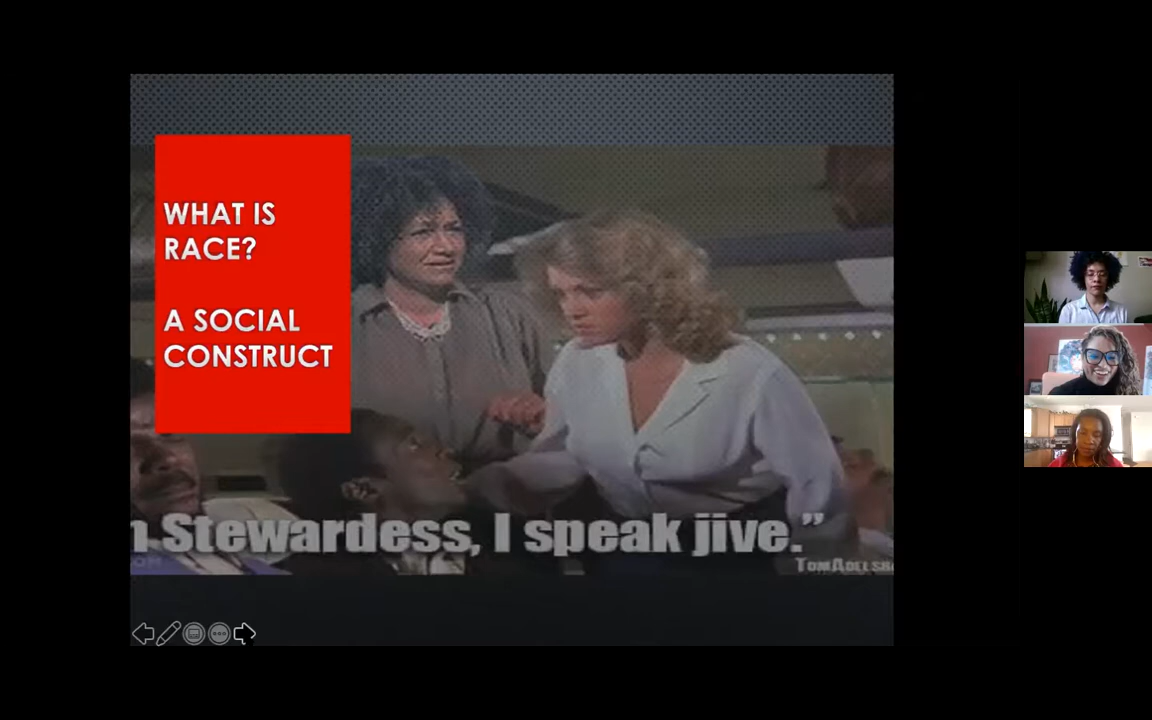 WHAT IS
RACE?
A SOCIAL
CONSTRUCT
Stewardess, I speak jive.”